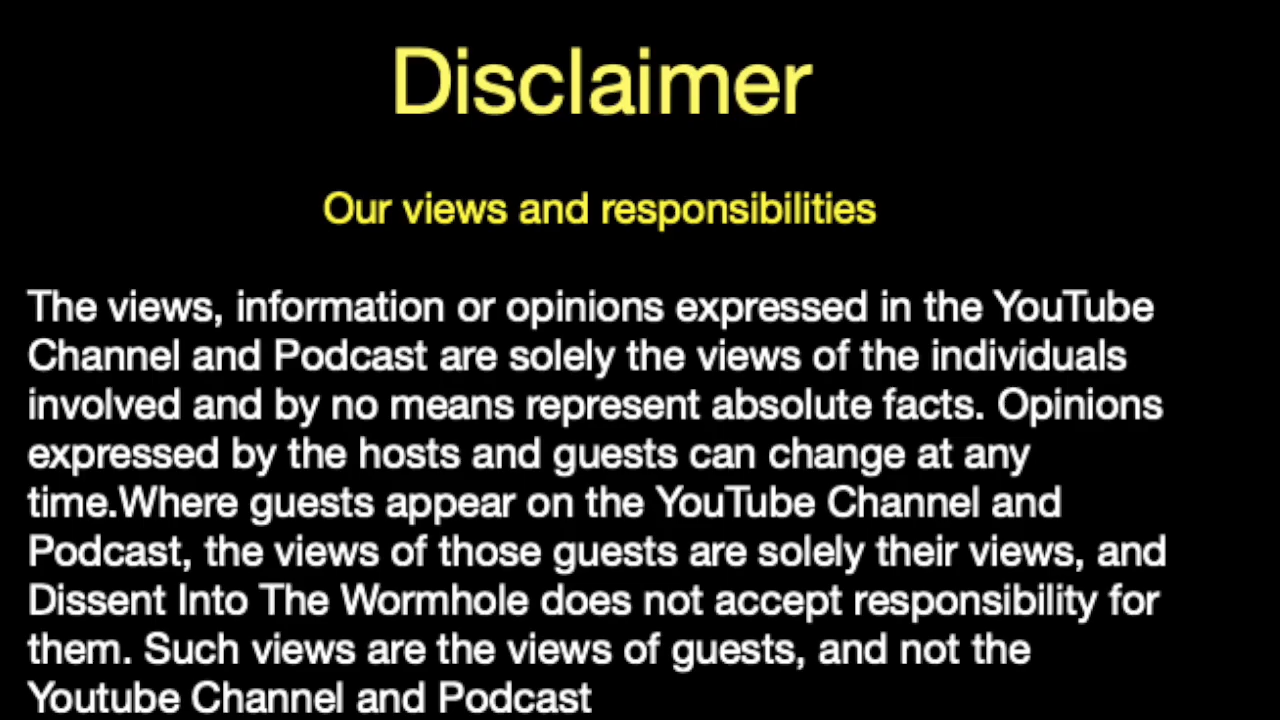 Disclaimer
Our views and responsibilities
The views, information or opinions expressed in the YouTube
Channel and Podcast are solely the views of the individuals
involved and by no means represent absolute facts. Opinions
expressed by the hosts and guests can change at any
time.Where guests appear on the YouTube Channel and
Podcast, the views of those guests are solely their views, and
Dissent Into The Wormhole does not accept responsibility for
them. Such views are the views of guests, and not the
Youtube Channel and Podcast